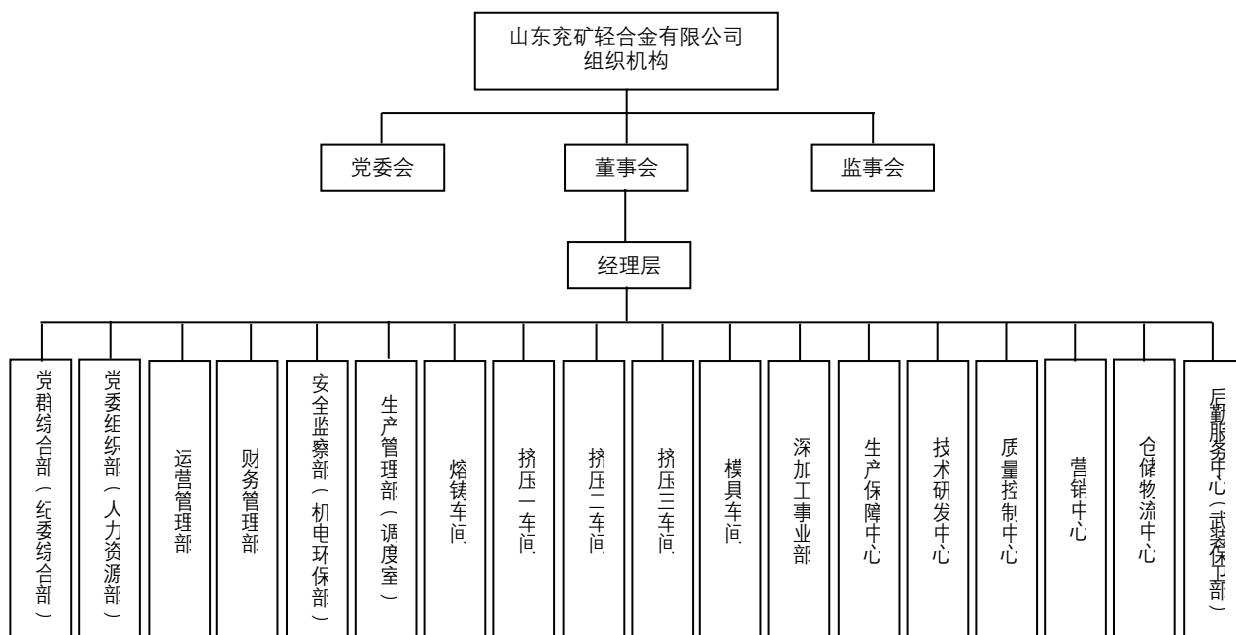 山东兖矿轻合金有限公司
组织机构
党委会
董事会
监事会
经理层
党群综合部（纪委综合部）
党委组织部（人力资源部）
运营管理部
财务管理部
安全监察部（机电环保部）
生产管理部（调度室）
熔铸车间
挤压一车间
挤压二车间
挤压三车间
模具车间
深加工事业部
生产保障中心
技术研发中心
质量控制中心
营销中心
仓储物流中心
后勤服务中心（武装保卫部）